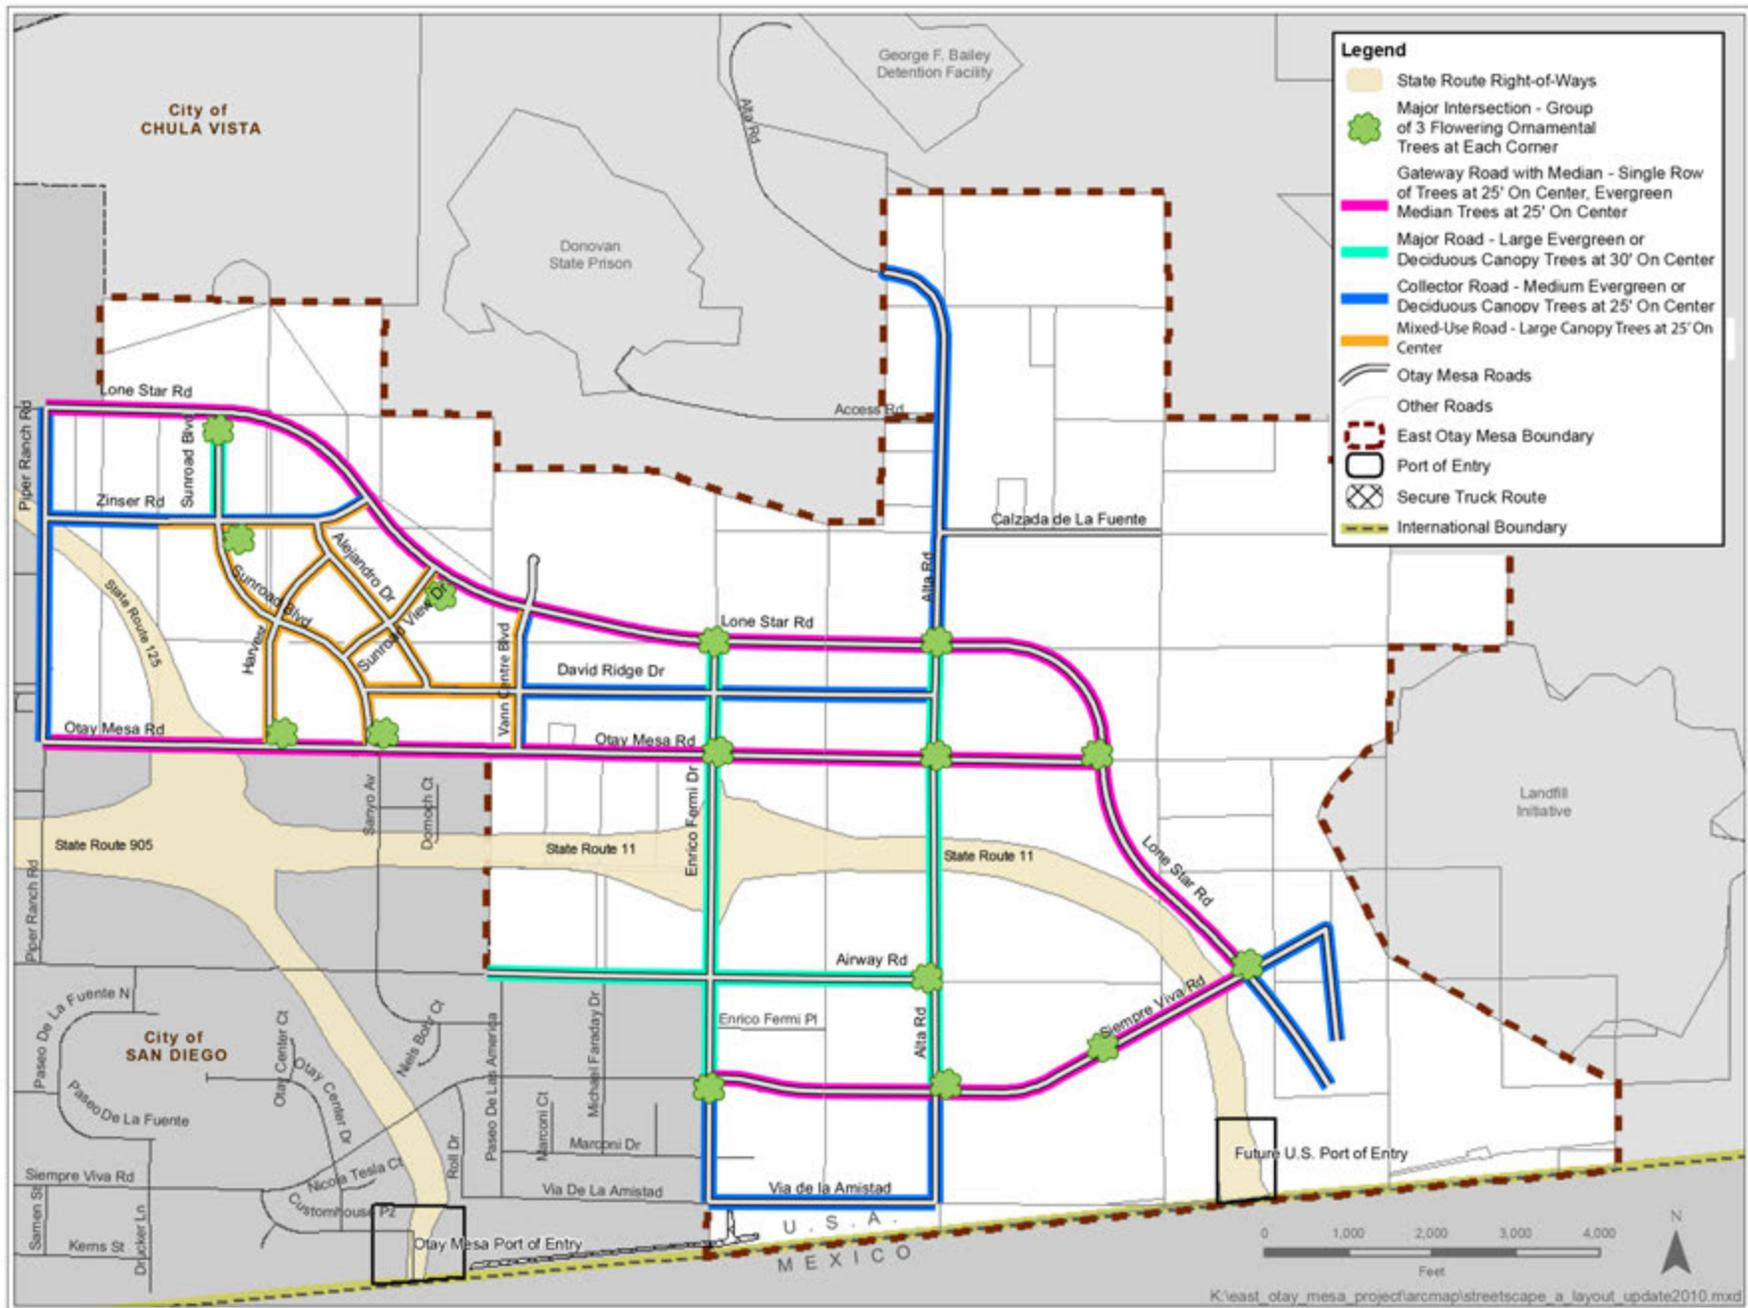 George F. Bailey
Detention Facility
City of
CHULA VISTA
Alta Rd
Donovan
State Prison
Legend
State Route Right-of-Ways
Major Intersection - Group
of 3 Flowering Ornamental
Trees at Each Corner
Gateway Road with Median - Single Row
of Trees at 25' On Center, Evergreen
Median Trees at 25' On Center
Major Road - Large Evergreen or
Deciduous Canopy Trees at 30' On Center
Collector Road - Medium Evergreen or
Deciduous Canopy Trees at 25' On Center
Mixed-Use Road - Large Canopy Trees at 25' On
Center
Otay Mesa Roads
Other Roads
East Otay Mesa Boundary
Port of Entry
Secure Truck Route
International Boundary
Lone Star Rd
Access Rd
Piper Ranch Rd
Sunroad Blvd
Zinser Rd
Calzada de La Fuente
Alejandro Dr
Sunroad Blvd
Sunroad View Dr
Harvest
State Route 125
Alta Rd
Lone Star Rd
Vann Centre Blvd
David Ridge Dr
Otay Mesa Rd
Otay Mesa Rd
Enrico Fermi Dr
Sanyo Av
Domoch Ct
Landfill
Initiative
State Route 905
State Route 11
State Route 11
Lone Star Rd
Piper Ranch Rd
Airway Rd
Paseo De La Fuente N
Paseo De La Fuente
City of
SAN DIEGO
Otay Center Ct
Otay Center Dr
Niels Bohr Ct
Paseo De Las America
Michael Faraday Dr
Enrico Fermi Pl
Alta Rd
Siempre Viva Rd
Marconi Ct
Marconi Dr
Roll Dr
Siempre Viva Rd
Nicola Tesla Ct
Customhouse Pz
Via De La Amistad
Via de la Amistad
Future U.S. Port of Entry
Sanmen St
Kerns St
Drucker Ln
Otay Mesa Port of Entry
U.S.A.
MEXICO
N
0 1,000 2,000 3,000 4,000
Feet
K:\east_otay_mesa_project\arcmap\streetscape_a_layout_update2010.mxd